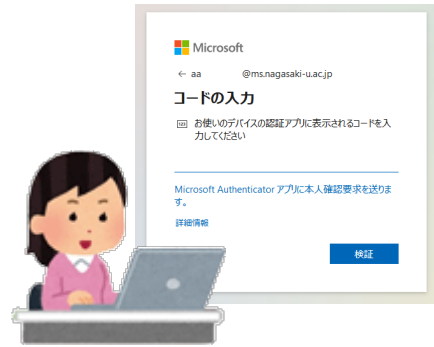 Microsoft
← aa @ms.nagasaki-u.ac.jp
コードの入力
お使いのデバイスの認証アプリに表示されるコードを入
力してください
Microsoft Authenticator アプリに本人確認要求を送りま
す。
詳細情報
検証